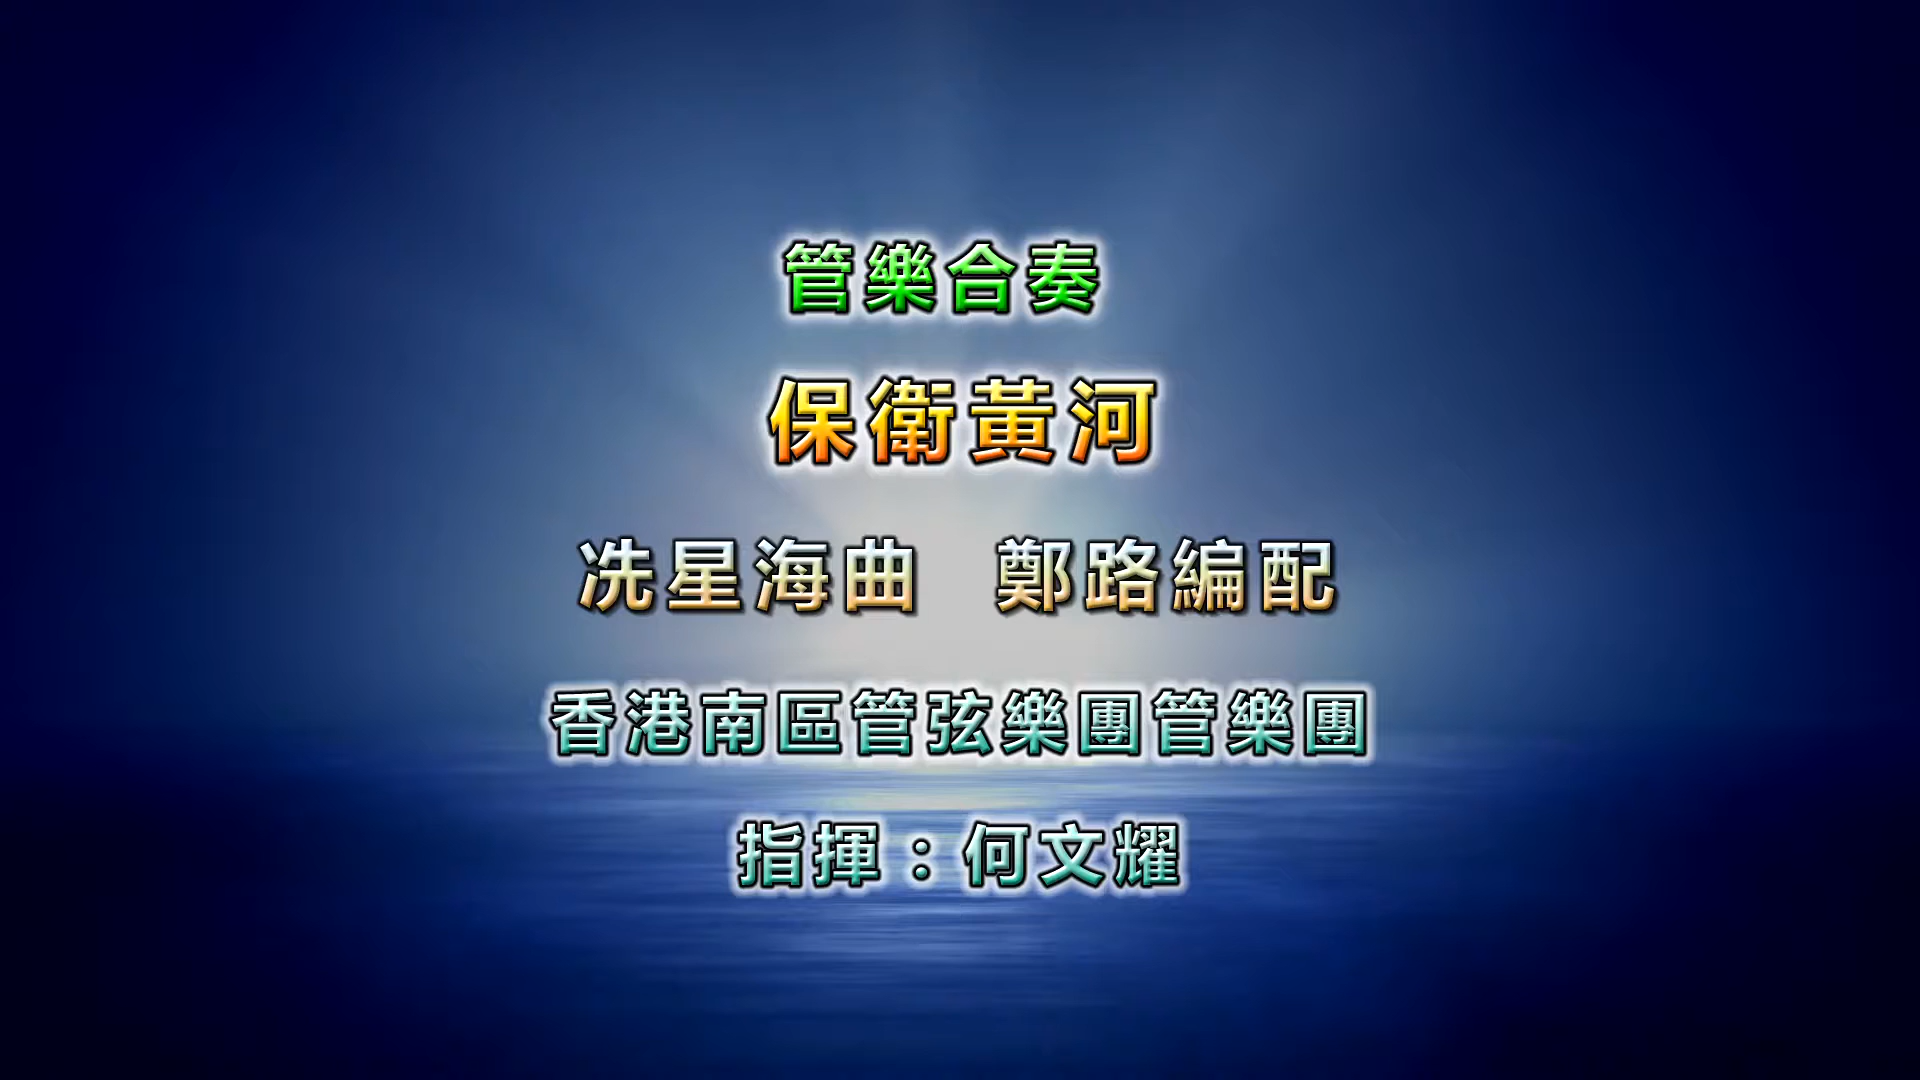 管樂合奏
保衛黃河
冼星海曲 鄭路編配
香港南區管弦樂團管樂團
指揮：何文耀